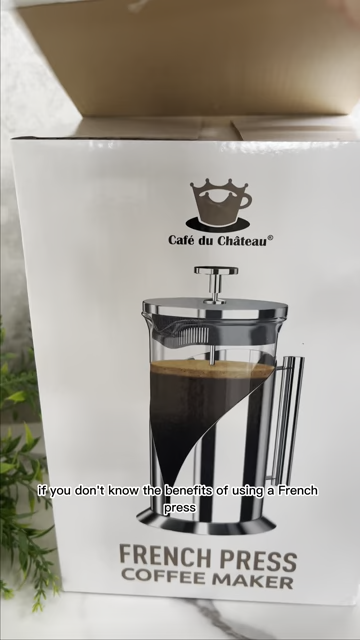 Café du Château®
if you don't know the benefits of using a French
press
FRENCH PRESS
COFFEE MAKER